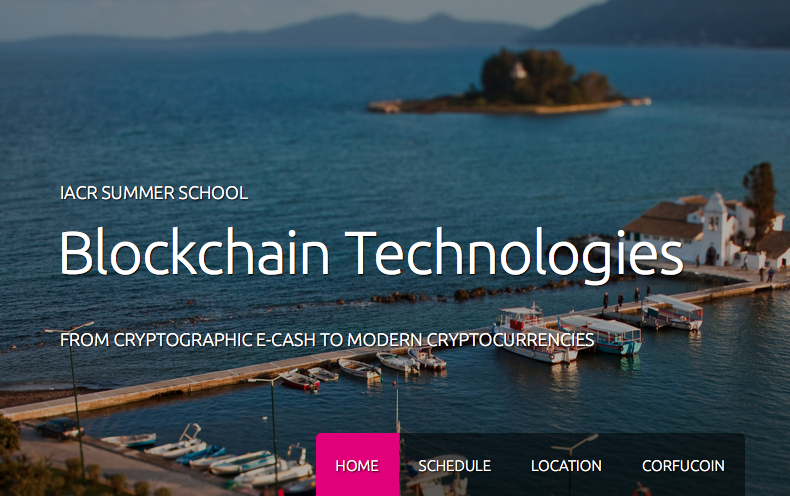 IACR SUMMER SCHOOL
Blockchain Technologies
FROM CRYPTOGRAPHIC E-CASH TO MODERN CRYPTOCURRENCIES
HOME SCHEDULE LOCATION CORFUCOIN